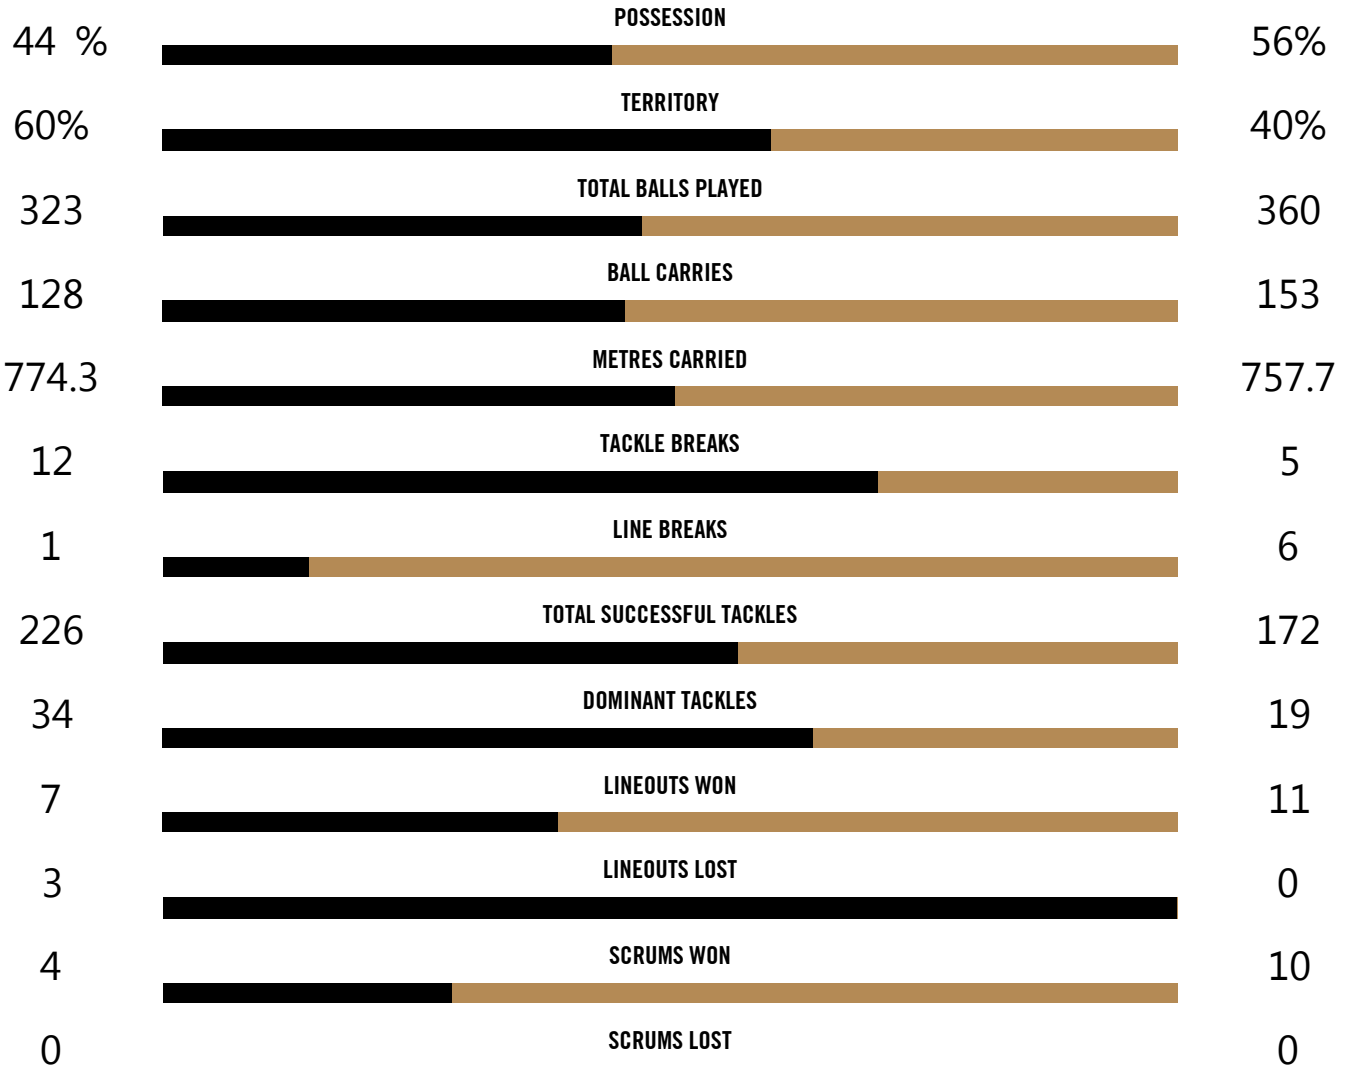 POSSESSION
44 % 56%
TERRITORY
60% 40%
TOTAL BALLS PLAYED
323 360
BALL CARRIES
128 153
METRES CARRIED
774.3 757.7
TACKLE BREAKS
12 5
LINE BREAKS
1 6
TOTAL SUCCESSFUL TACKLES
226 172
DOMINANT TACKLES
34 19
LINEOUTS WON
7 11
LINEOUTS LOST
3 0
SCRUMS WON
4 10
SCRUMS LOST
0 0